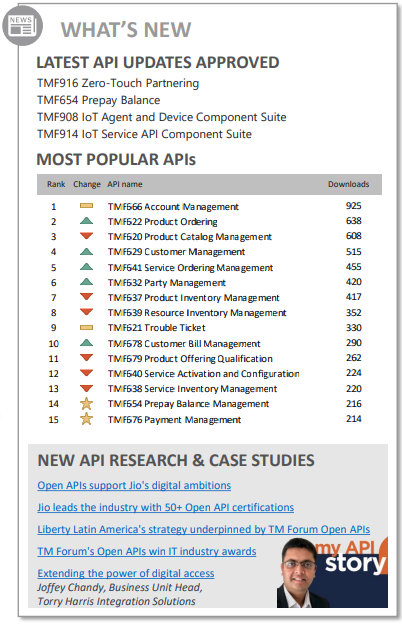 NEWS
WHAT'S NEW
LATEST API UPDATES APPROVED
TMF916 Zero-Touch Partnering
TMF654 Prepay Balance
TMF908 IoT Agent and Device Component Suite
TMF914 IoT Service API Component Suite
MOST POPULAR APIs
Rank Change API name Downloads
1 TMF666 Account Management 925
2 TMF622 Product Ordering 638
3 TMF620 Product Catalog Management 608
4 TMF629 Customer Management 515
5 TMF641 Service Ordering Management 455
6 TMF632 Party Management 420
7 TMF637 Product Inventory Management 417
8 TMF639 Resource Inventory Management 352
9 TMF621 Trouble Ticket 330
10 TMF678 Customer Bill Management 290
11 TMF679 Product Offering Qualification 262
12 TMF640 Service Activation and Configuration 224
13 TMF638 Service Inventory Management 220
14 TMF654 Prepay Balance Management 216
15 TMF676 Payment Management 214
NEW API RESEARCH & CASE STUDIES
Open APIs support Jio's digital ambitions
Jio leads the industry with 50+ Open API certifications
Liberty Latin America's strategy underpinned by TM Forum Open APIs
TM Forum's Open APIs win IT industry awards
Extending the power of digital access
Joffey Chandy, Business Unit Head,
Torry Harris Integration Solutions
my API
story